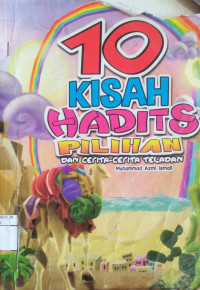 10
KISAH
HADITS
PILIHAN
DAN CERITA-CERITA TELADAN
Muhammad Azmi Ismail